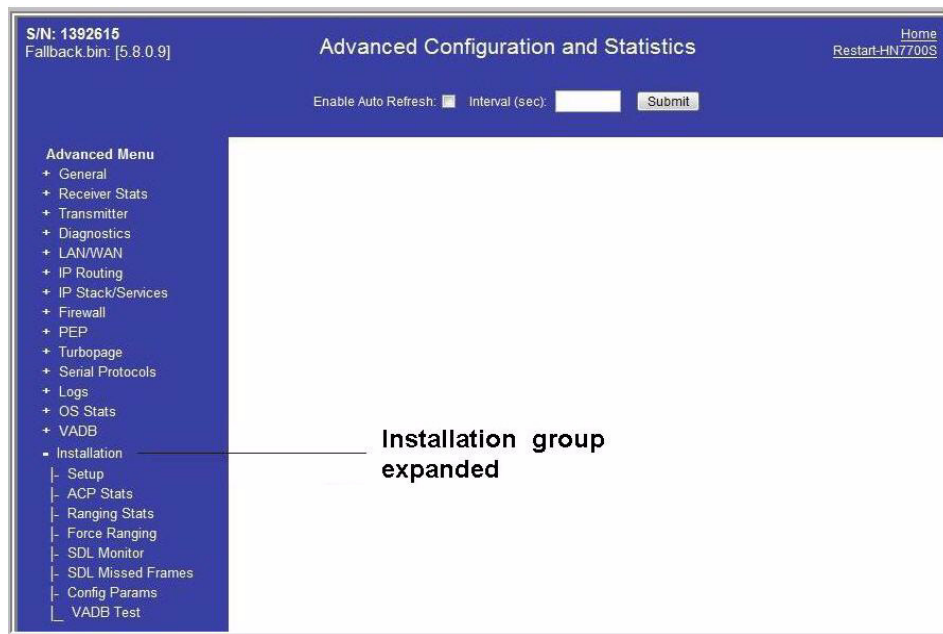 S/N: 1392615
Fallback.bin: [5.8.0.9]
Advanced Configuration and Statistics
Home
Restart-HN7700S
Enable Auto Refresh: Interval (sec): Submit
Advanced Menu
+ General
+ Receiver Stats
+ Transmitter
+ Diagnostics
+ LAN/WAN
+ IP Routing
+ IP Stack/Services
+ Firewall
+ PEP
+ Turbopage
+ Serial Protocols
+ Logs
+ OS Stats
+ VADB
- Installation
|- Setup
|- ACP Stats
|- Ranging Stats
|- Force Ranging
|- SDL Monitor
|- SDL Missed Frames
|- Config Params
|_ VADB Test
Installation group
expanded